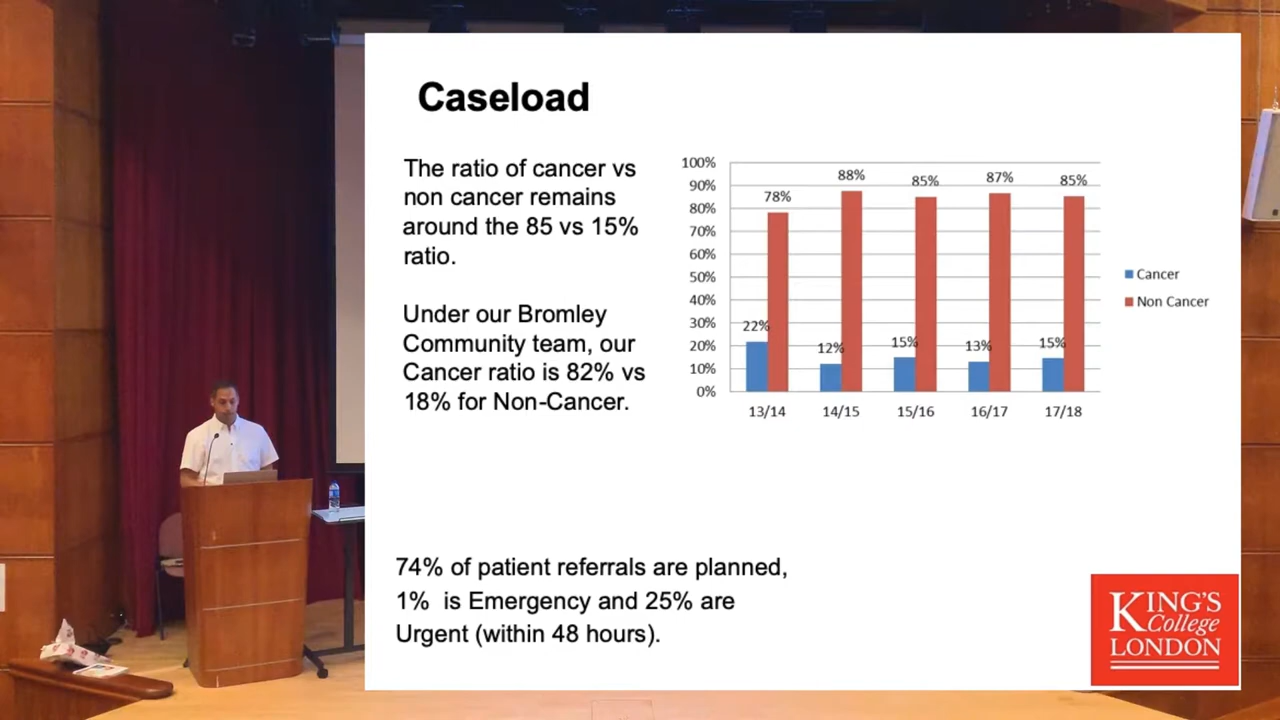 Caseload
The ratio of cancer vs
non cancer remains
around the 85 vs 15%
ratio.
Under our Bromley
Community team, our
Cancer ratio is 82% vs
18% for Non-Cancer.
100%
90%
80%
70%
60%
50%
40%
30%
20%
10%
0%
78%
88%
85%
87%
85%
22%
12%
15%
13%
15%
13/14
14/15
15/16
16/17
17/18
Cancer
Non Cancer
74% of patient referrals are planned,
1% is Emergency and 25% are
Urgent (within 48 hours).
KING'S
College
LONDON